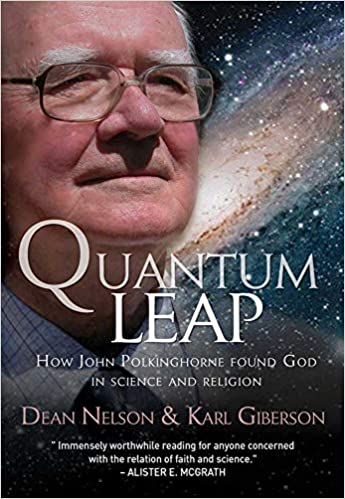 QUANTUM
LEAP
HOW JOHN POLKINGHORNE FOUND GOD
IN SCIENCE AND RELIGION
DEAN NELSON & KARL GIBERSON
" Immensely worthwhile reading for anyone concerned
with the relation of faith and science."
– ALISTER E. MCGRATH